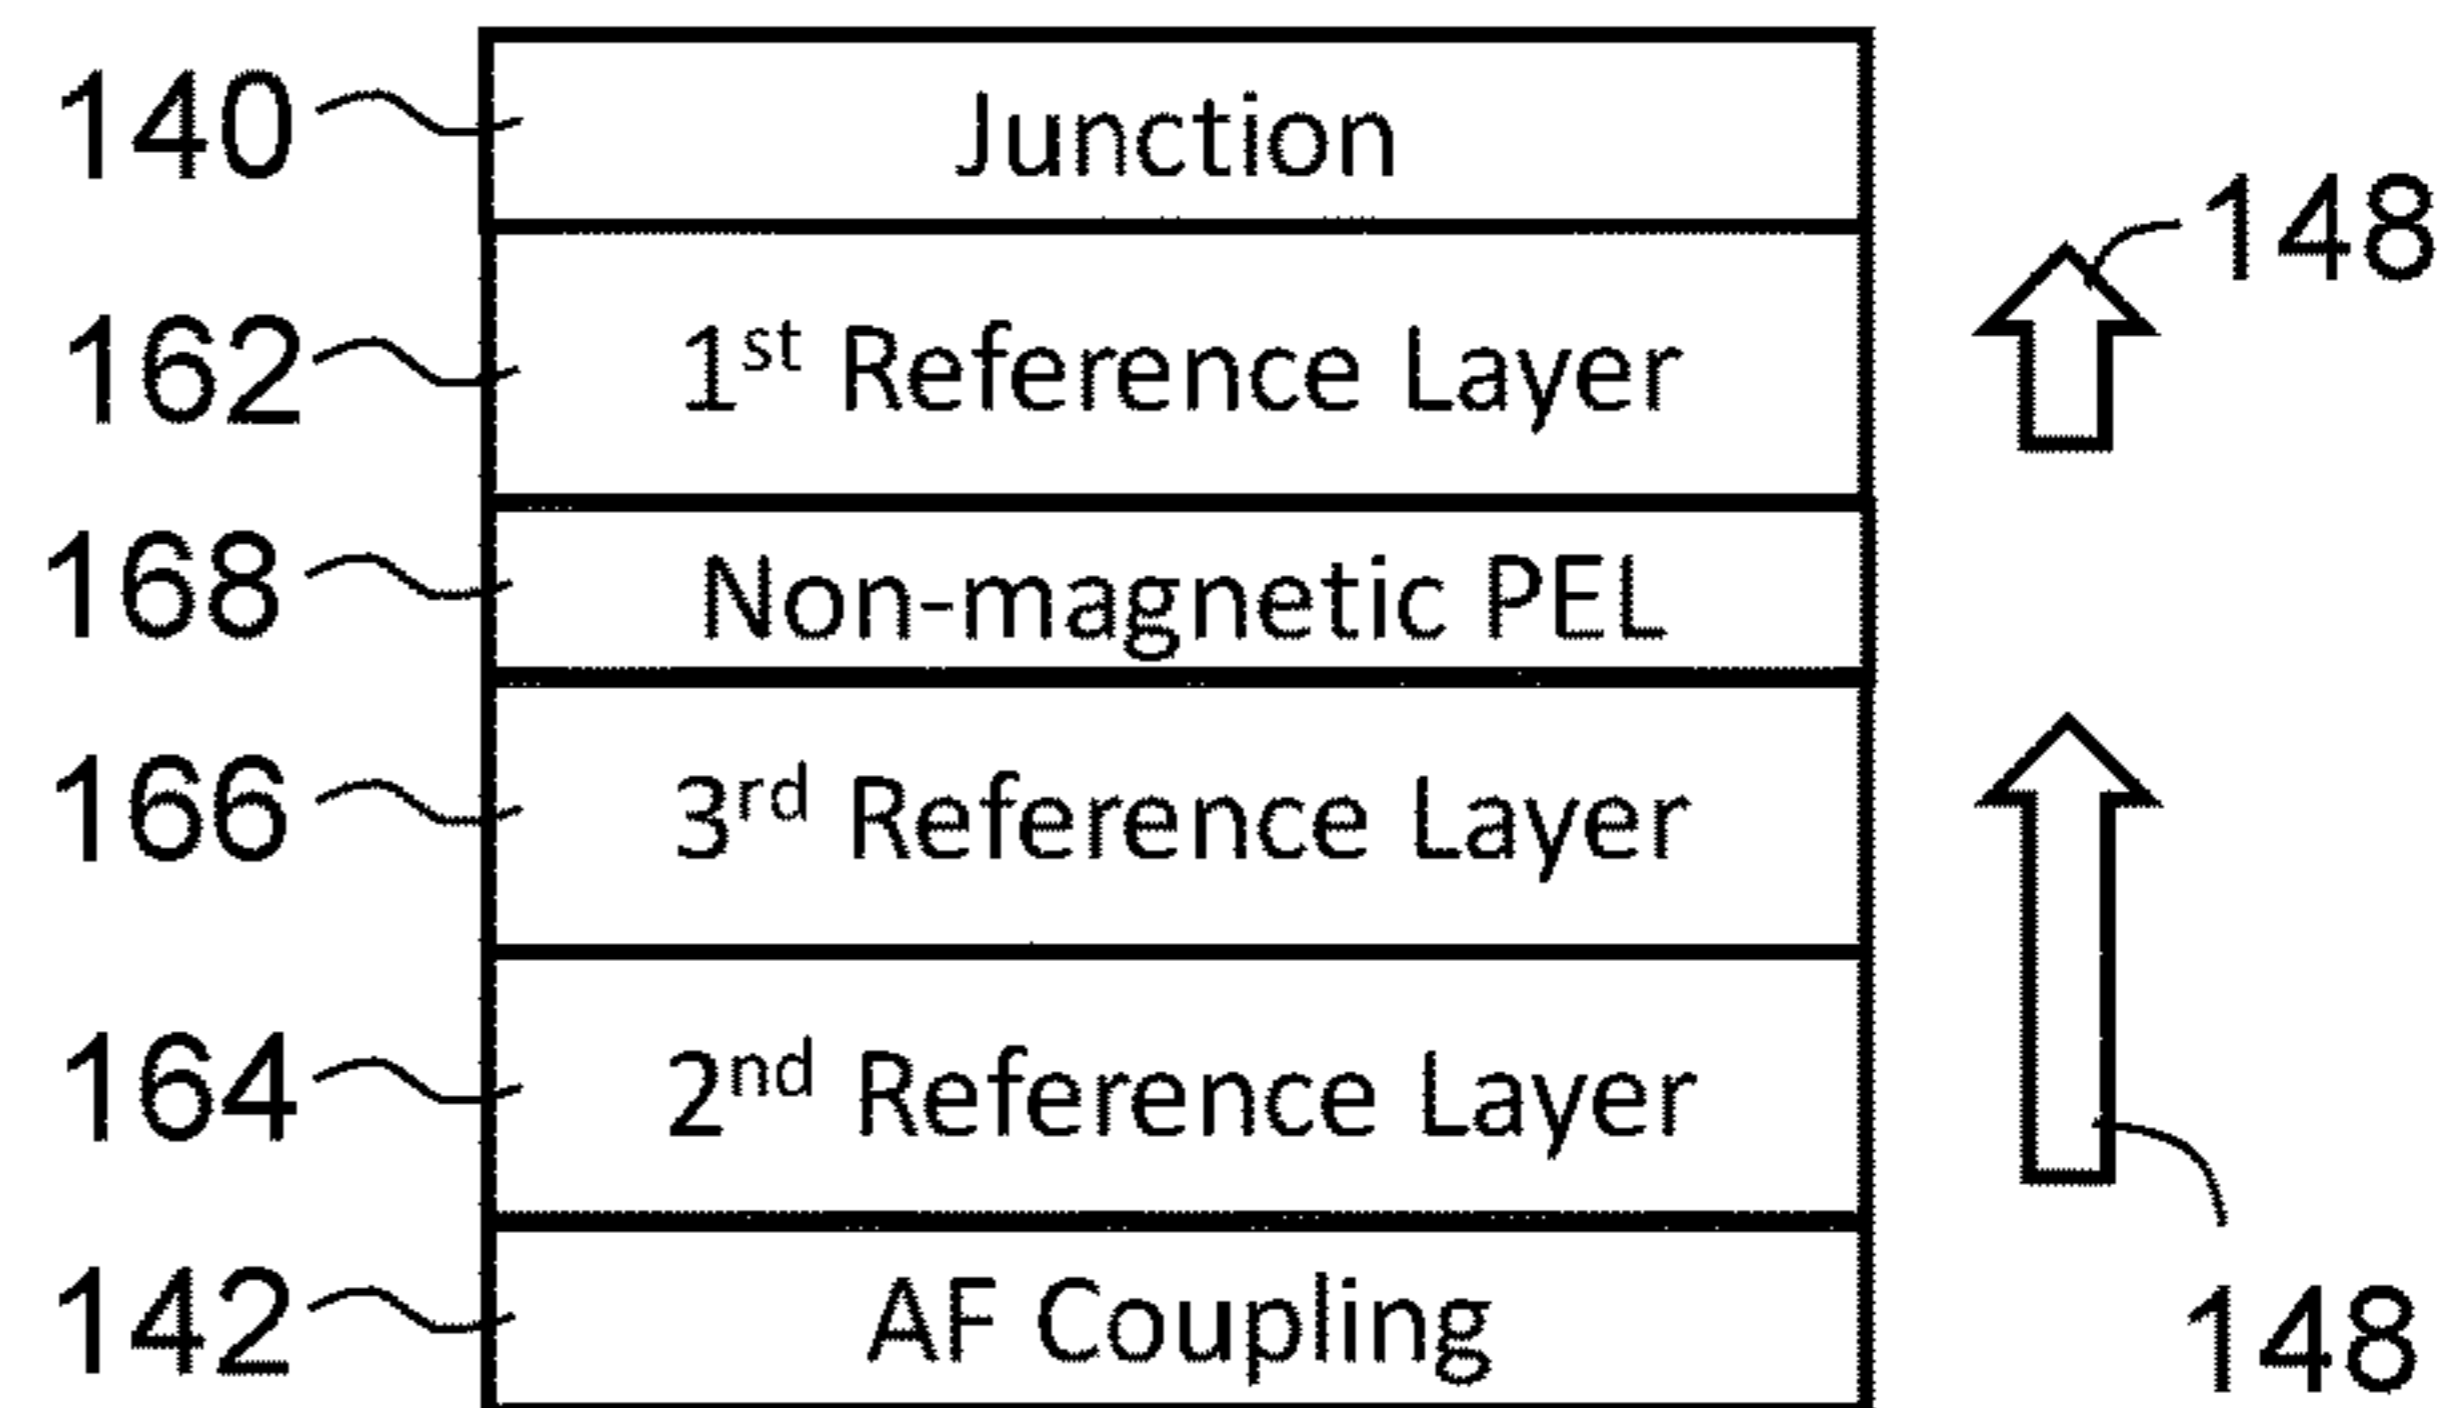 140 Junction
148
162 1st Reference Layer
168 Non-magnetic PEL
166 3rd Reference Layer
164 2nd Reference Layer
142 AF Coupling
148